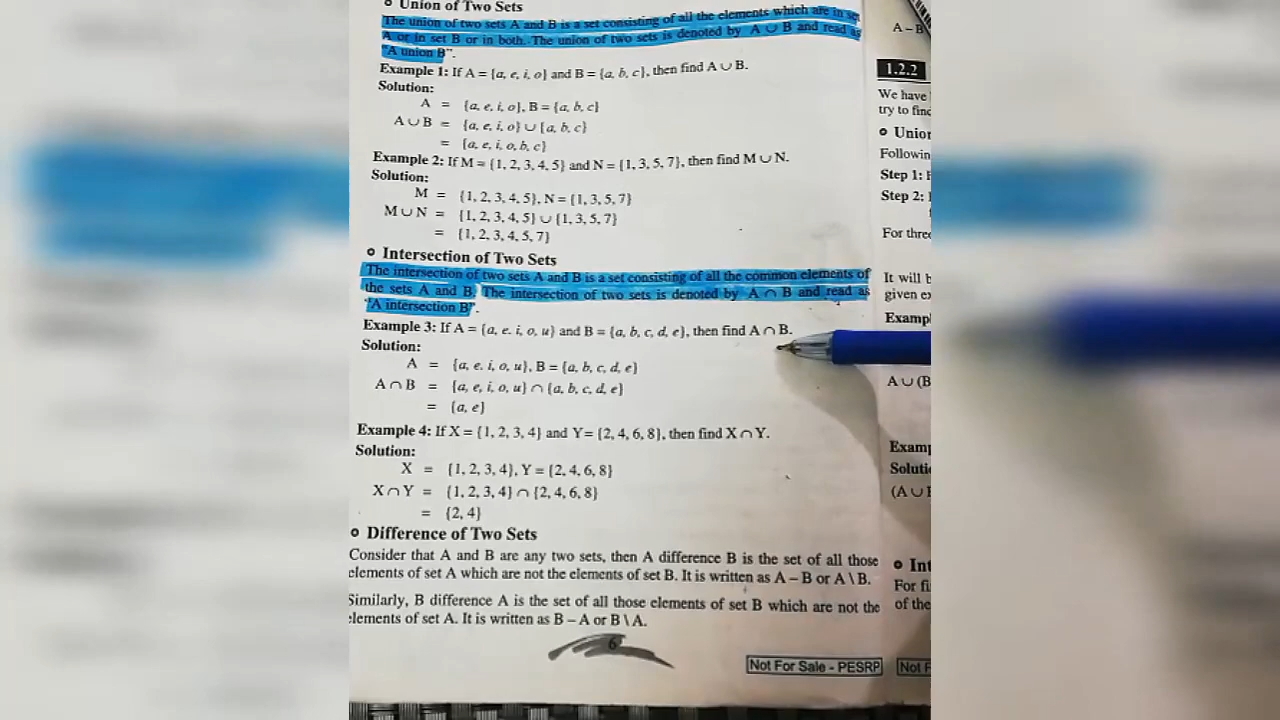 Union of Two Sets
The union of two sets A and B is a set consisting of all the elements which are in set
A or in set B or in both. The union of two sets is denoted by A ∪ B and read as
"A union B".
Example 1: If A = {a, e, i, o} and B = {a, b, c}, then find A ∪ B.
Solution:
A = {a, e, i, o}, B = {a, b, c}
A ∪ B = {a, e, i, o} ∪ {a, b, c}
= {a, e, i, o, b, c}
Example 2: If M = {1, 2, 3, 4, 5} and N = {1, 3, 5, 7}, then find M ∪ N.
Solution:
M = {1, 2, 3, 4, 5}, N = {1, 3, 5, 7}
M ∪ N = {1, 2, 3, 4, 5} ∪ {1, 3, 5, 7}
= {1, 2, 3, 4, 5, 7}
Intersection of Two Sets
The intersection of two sets A and B is a set consisting of all the common elements of
the sets A and B. The intersection of two sets is denoted by A ∩ B and read as
"A intersection B".
Example 3: If A = {a, e. i, o, u} and B = {a, b, c, d, e}, then find A ∩ B.
Solution:
A = {a, e. i, o, u}, B = {a, b, c, d, e}
A ∩ B = {a, e, i, o, u} ∩ {a, b, c, d, e}
= {a, e}
Example 4: If X = {1, 2, 3, 4} and Y = {2, 4, 6, 8}, then find X ∩ Y.
Solution:
X = {1, 2, 3, 4}, Y = {2, 4, 6, 8}
X ∩ Y = {1, 2, 3, 4} ∩ {2, 4, 6, 8}
= {2, 4}
Difference of Two Sets
Consider that A and B are any two sets, then A difference B is the set of all those
elements of set A which are not the elements of set B. It is written as A – B or A \ B.
Similarly, B difference A is the set of all those elements of set B which are not the
elements of set A. It is written as B – A or B \ A.
6
Not For Sale - PESRP
A – B
1.2.2
We have
try to find
Union
Following
Step 1:
Step 2:
For three
It will b
given ex
Exampl
A ∪ (B
Examp
Soluti
(A ∪
Int
For fi
of the
Not F